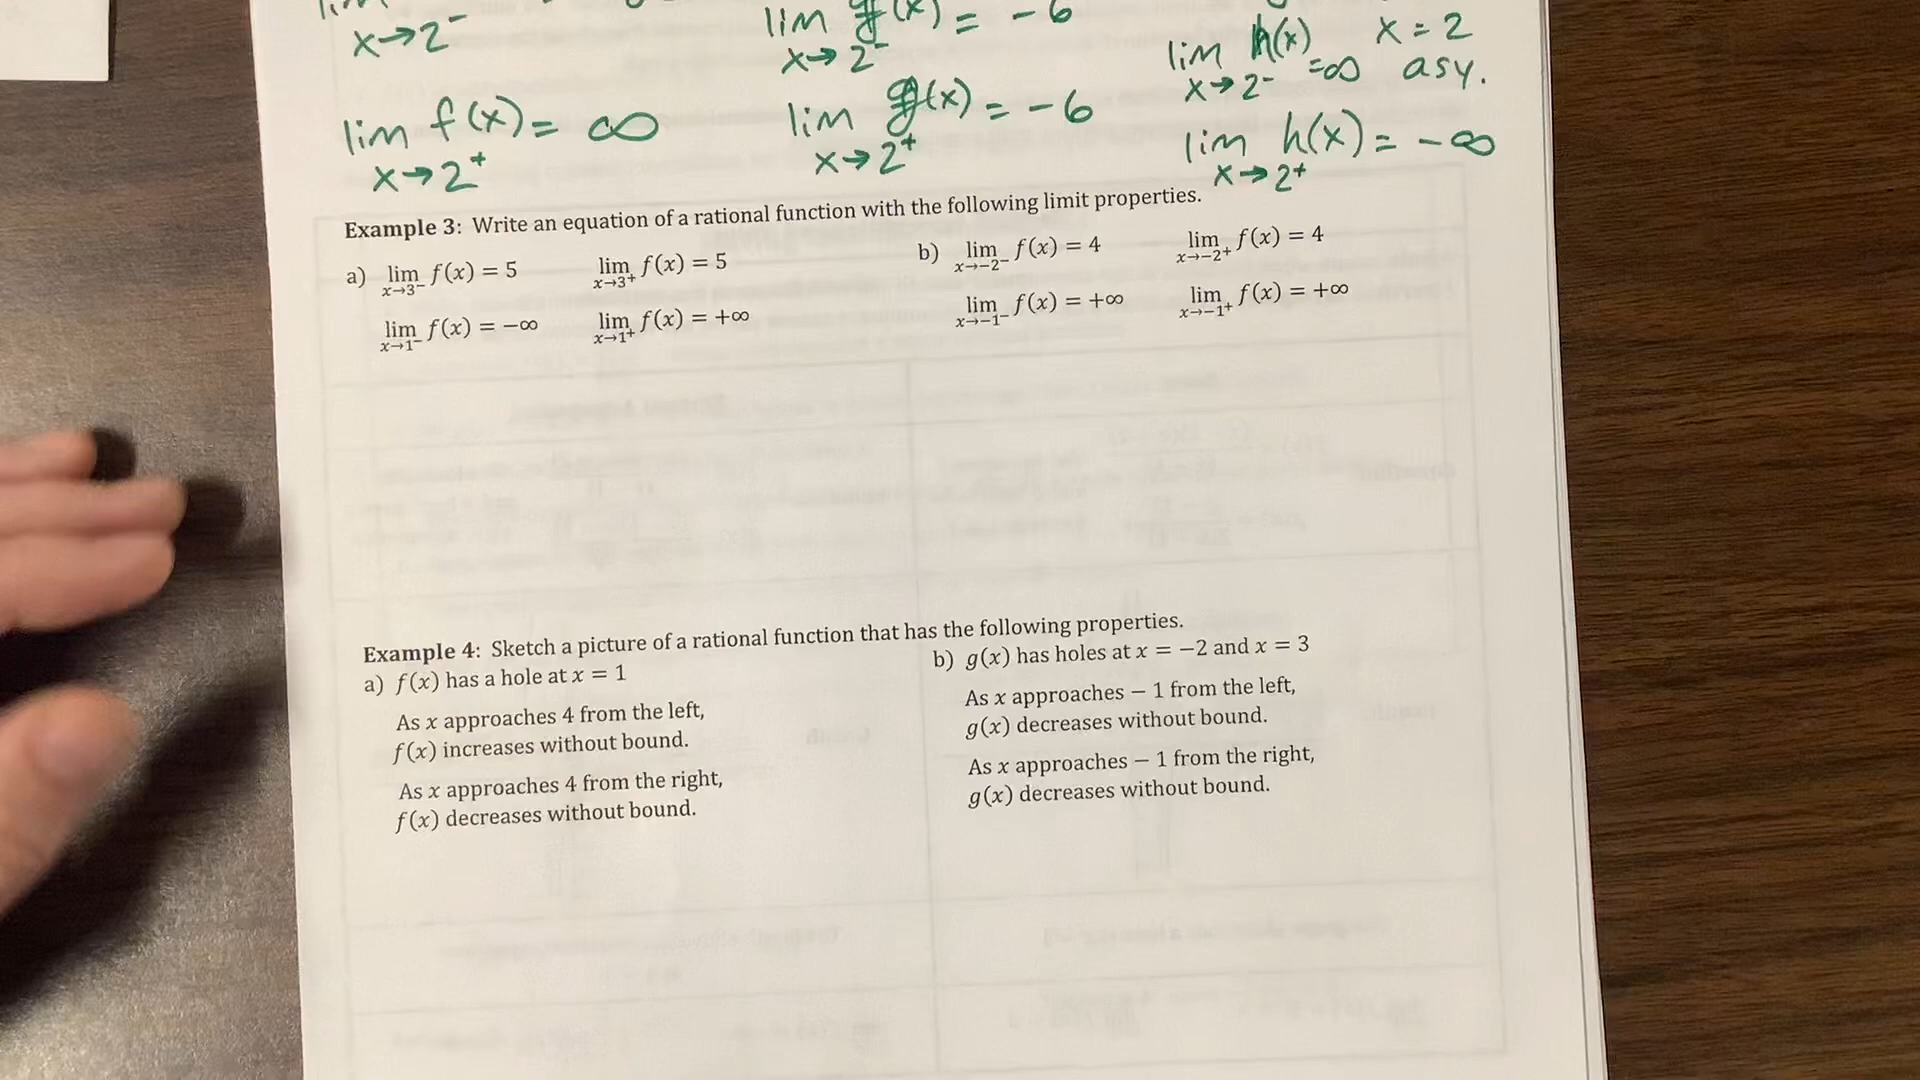 x→2⁻
lim g(x) = -6
x→2⁻
lim h(x) = ∞
x→2⁻
x = 2
asy.
lim f(x) = ∞
x→2⁺
lim g(x) = -6
x→2⁺
lim h(x) = -∞
x→2⁺
Example 3: Write an equation of a rational function with the following limit properties.
a) lim x→3⁻ f(x) = 5 lim x→3⁺ f(x) = 5
lim x→1⁻ f(x) = −∞ lim x→1⁺ f(x) = +∞
b) lim x→−2⁻ f(x) = 4 lim x→−2⁺ f(x) = 4
lim x→−1⁻ f(x) = +∞ lim x→−1⁺ f(x) = +∞
Example 4: Sketch a picture of a rational function that has the following properties.
a) f(x) has a hole at x = 1
As x approaches 4 from the left,
f(x) increases without bound.
As x approaches 4 from the right,
f(x) decreases without bound.
b) g(x) has holes at x = −2 and x = 3
As x approaches − 1 from the left,
g(x) decreases without bound.
As x approaches − 1 from the right,
g(x) decreases without bound.